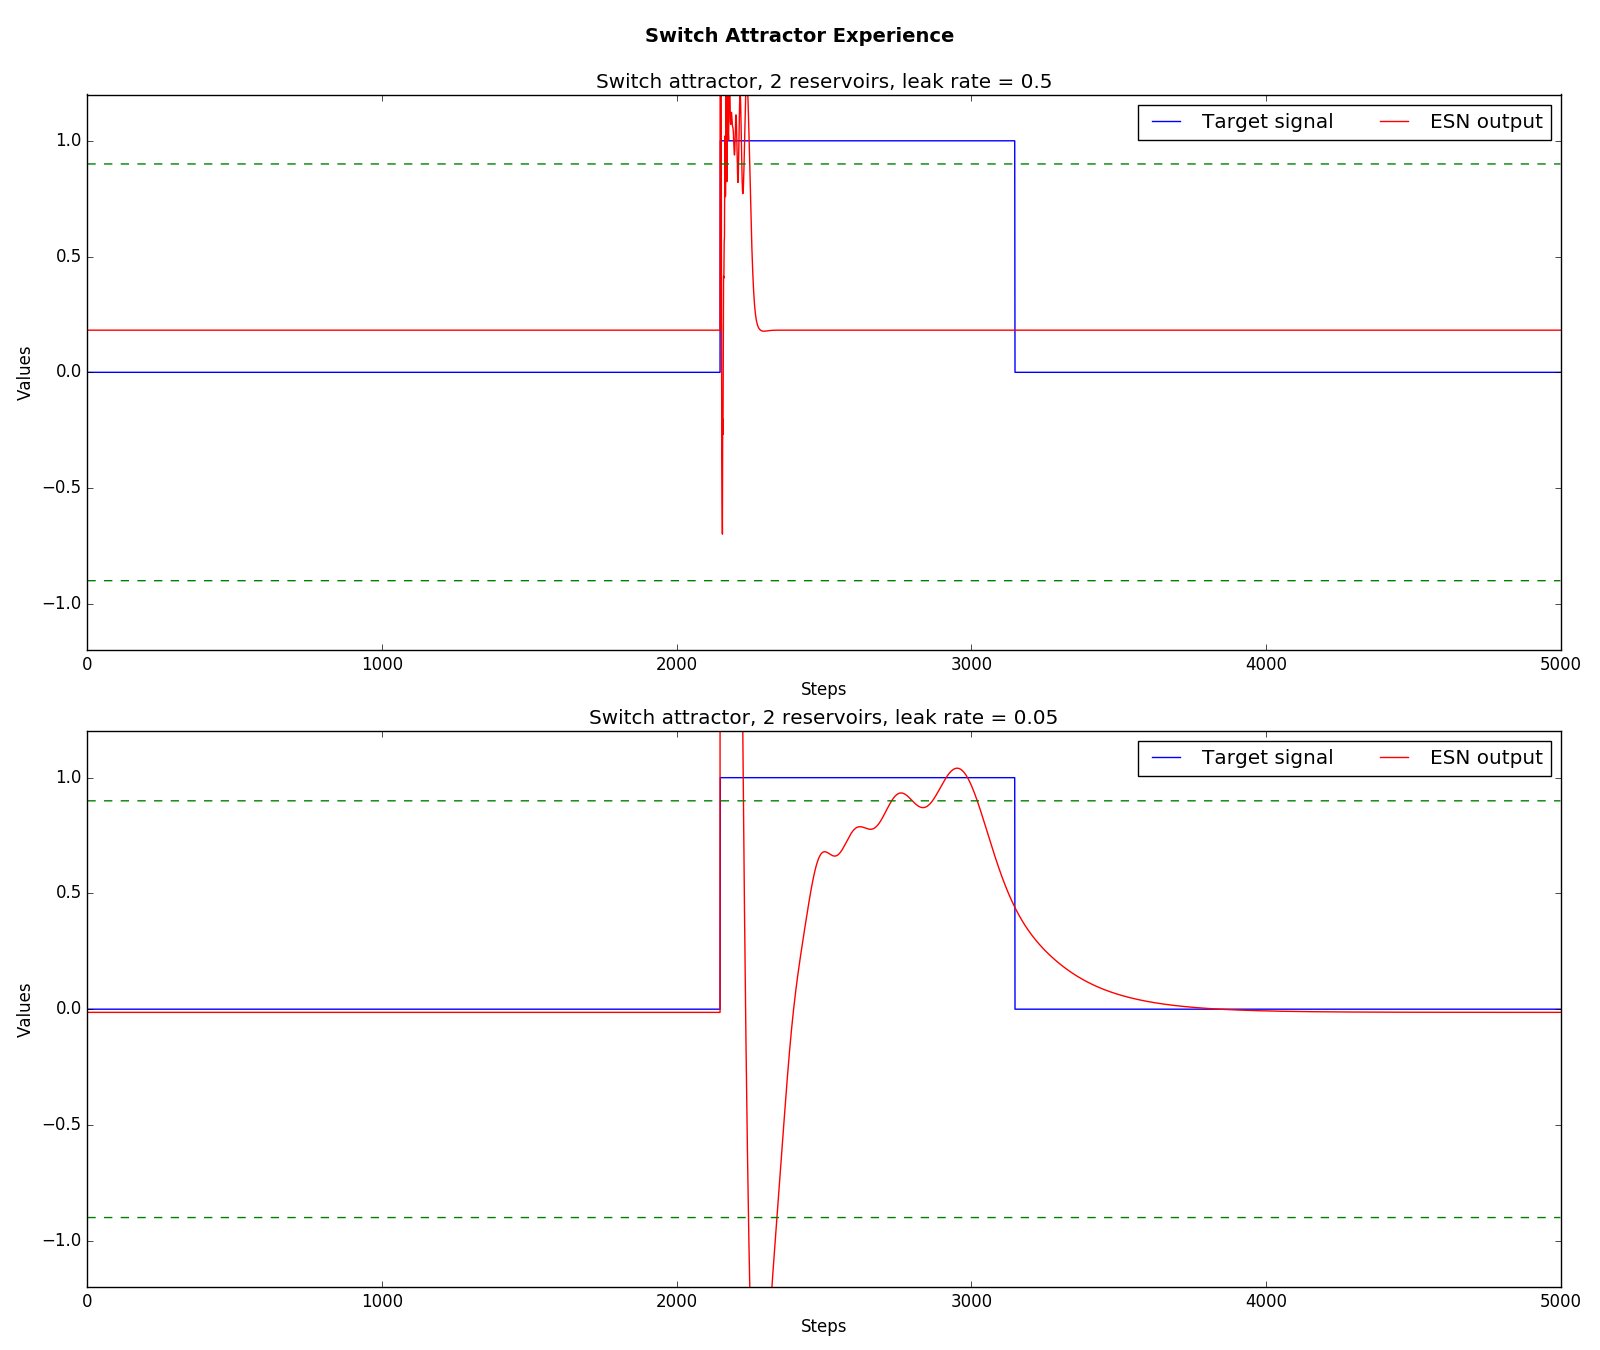 Switch Attractor Experience
Switch attractor, 2 reservoirs, leak rate = 0.5
Target signal ESN output
1.0
0.5
0.0
−0.5
−1.0
Values
0 1000 2000 3000 4000 5000
Steps
Switch attractor, 2 reservoirs, leak rate = 0.05
Target signal ESN output
1.0
0.5
0.0
−0.5
−1.0
Values
0 1000 2000 3000 4000 5000
Steps